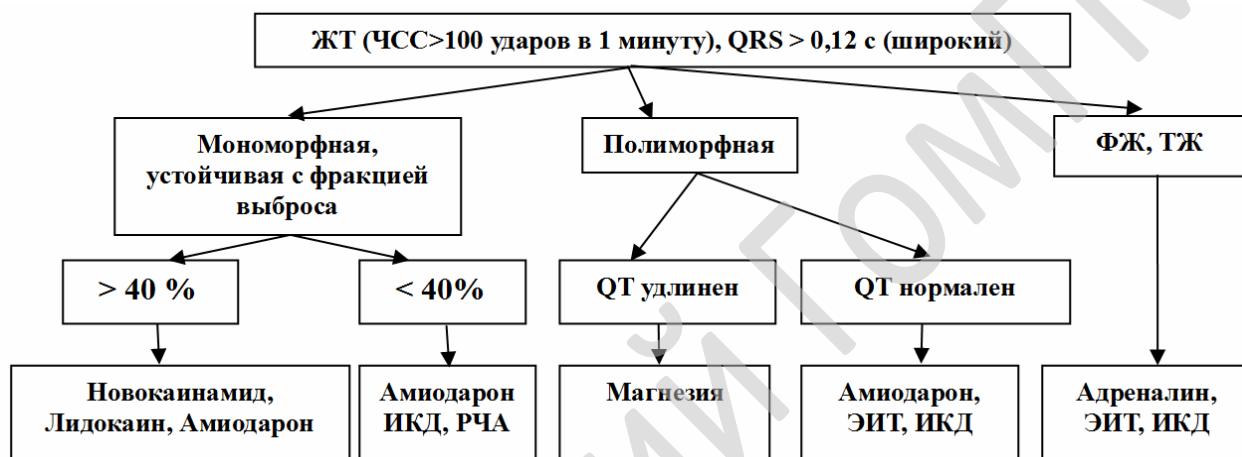 ЖТ (ЧСС>100 ударов в 1 минуту), QRS > 0,12 с (широкий)
Мономорфная,
устойчивая с фракцией
выброса
Полиморфная
ФЖ, ТЖ
> 40 %
< 40%
QT удлинен
QT нормален
Новокаинамид,
Лидокаин, Амиодарон
Амиодарон
ИКД, РЧА
Магнезия
Амиодарон,
ЭИТ, ИКД
Адреналин,
ЭИТ, ИКД